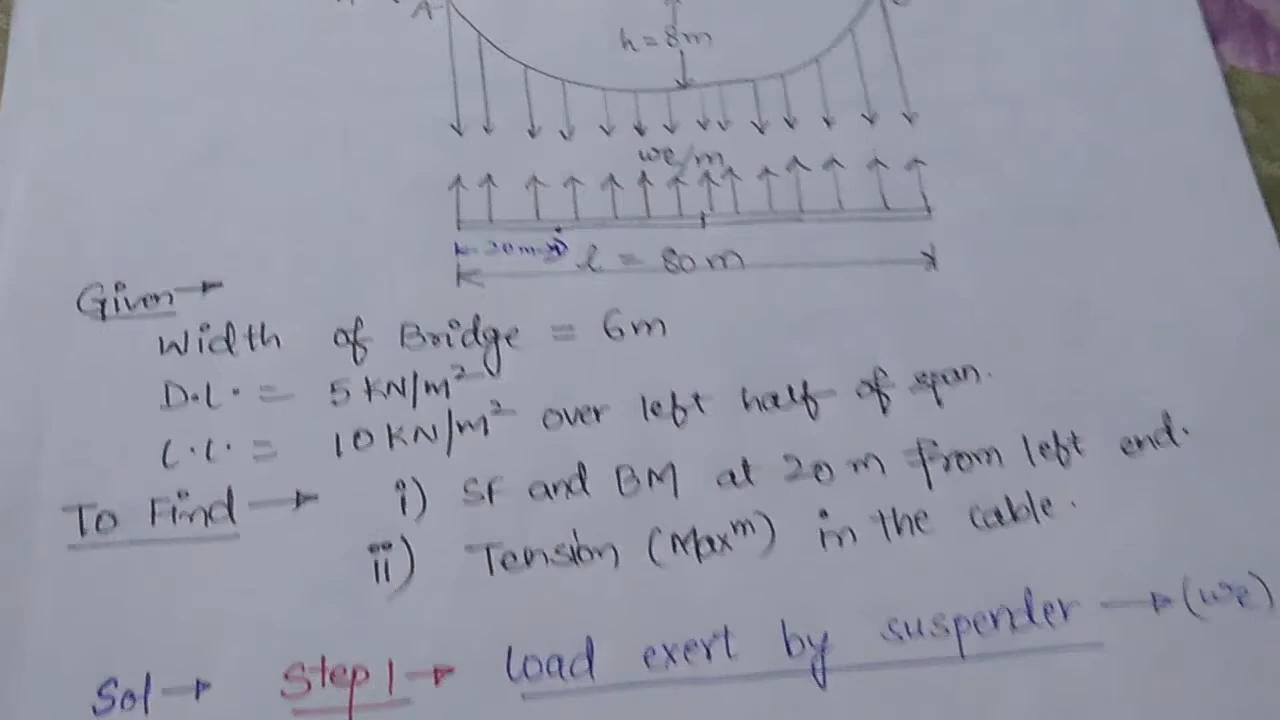 A
h = 8m
we/m
20m
l = 80m
Given →
Width of Bridge = 6m
D.L. = 5 KN/m²
L.L. = 10 KN/m² over left half of span.
To Find → i) SF and BM at 20 m from left end.
ii) Tension (Maxᵐ) in the cable.
Sol → Step 1 → Load exert by suspender → (we)